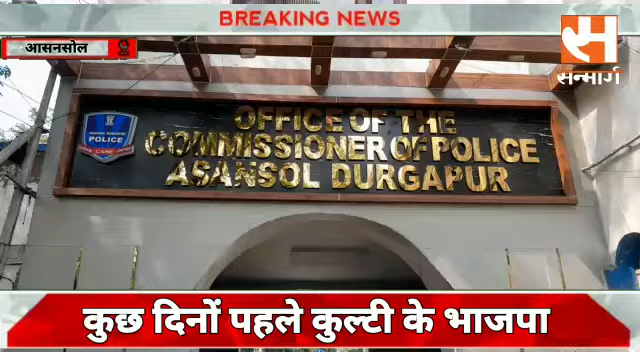 BREAKING NEWS
आसनसोल
स
सन्मार्ग
OFFICE OF THE
COMMISSIONER OF POLICE
ASANSOL DURGAPUR
POLICE
कुछ दिनों पहले कुल्टी के भाजपा